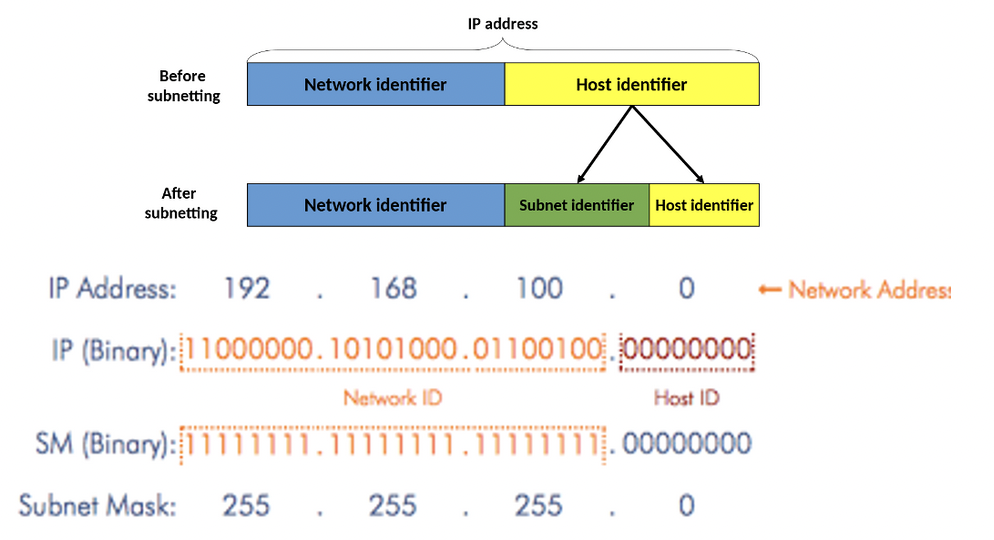 IP address
Before
subnetting
Network identifier Host identifier
After
subnetting
Network identifier Subnet identifier Host identifier
IP Address: 192 . 168 . 100 . 0 ← Network Address
IP (Binary): 11000000.10101000.01100100.00000000
Network ID Host ID
SM (Binary): 11111111.11111111.11111111.00000000
Subnet Mask: 255 . 255 . 255 . 0